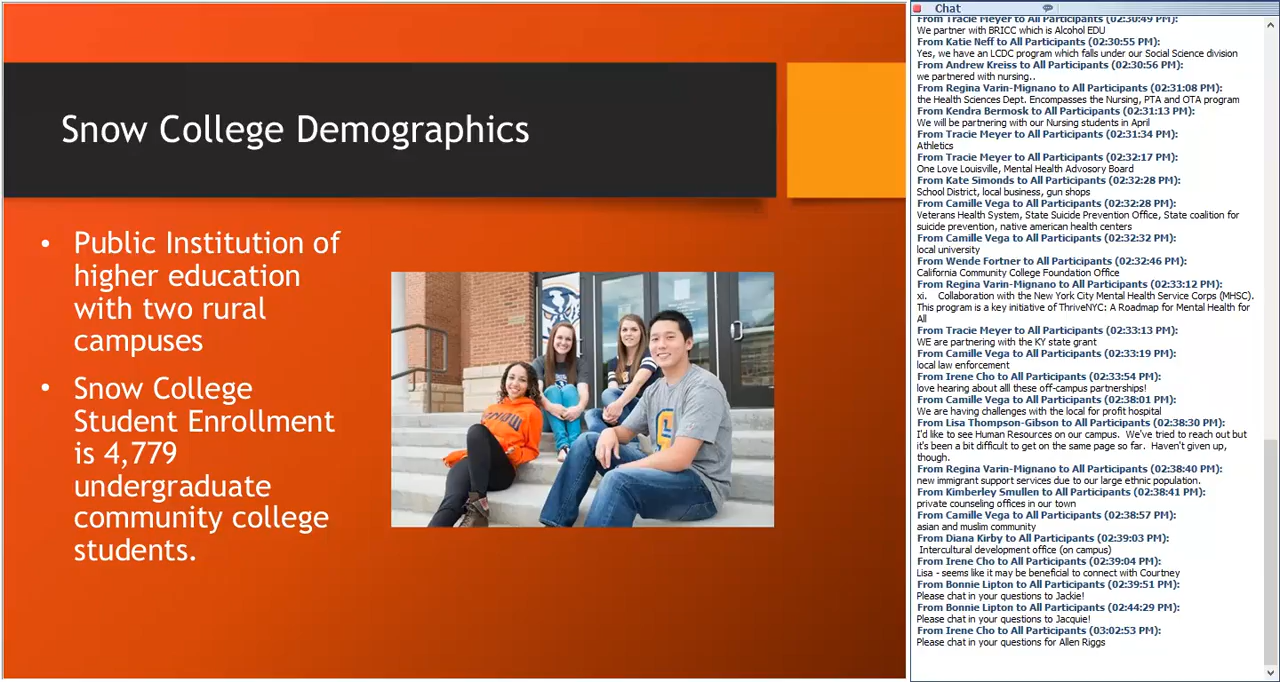 Snow College Demographics
• Public Institution of
higher education
with two rural
campuses
• Snow College
Student Enrollment
is 4,779
undergraduate
community college
students.
Chat
From Tracie Meyer to All Participants (02:30:49 PM):
We partner with BRICC which is Alcohol EDU
From Katie Neff to All Participants (02:30:55 PM):
Yes, we have an LCDC program which falls under our Social Science division
From Andrew Kreiss to All Participants (02:30:56 PM):
we partnered with nursing..
From Regina Varin-Mignano to All Participants (02:31:08 PM):
the Health Sciences Dept. Encompasses the Nursing, PTA and OTA program
From Kendra Bermosk to All Participants (02:31:13 PM):
We will be partnering with our Nursing students in April
From Tracie Meyer to All Participants (02:31:34 PM):
Athletics
From Tracie Meyer to All Participants (02:32:17 PM):
One Love Louisville, Mental Health Advosory Board
From Kate Simonds to All Participants (02:32:28 PM):
School District, local business, gun shops
From Camille Vega to All Participants (02:32:28 PM):
Veterans Health System, State Suicide Prevention Office, State coalition for
suicide prevention, native american health centers
From Camille Vega to All Participants (02:32:32 PM):
local university
From Wende Fortner to All Participants (02:32:46 PM):
California Community College Foundation Office
From Regina Varin-Mignano to All Participants (02:33:12 PM):
xi. Collaboration with the New York City Mental Health Service Corps (MHSC).
This program is a key initiative of ThriveNYC: A Roadmap for Mental Health for
All
From Tracie Meyer to All Participants (02:33:13 PM):
WE are partnering with the KY state grant
From Camille Vega to All Participants (02:33:19 PM):
local law enforcement
From Irene Cho to All Participants (02:33:54 PM):
love hearing about alll these off-campus partnerships!
From Camille Vega to All Participants (02:38:01 PM):
We are having challenges with the local for profit hospital
From Lisa Thompson-Gibson to All Participants (02:38:30 PM):
I'd like to see Human Resources on our campus. We've tried to reach out but
it's been a bit difficult to get on the same page so far. Haven't given up,
though.
From Regina Varin-Mignano to All Participants (02:38:40 PM):
new immigrant support services due to our large ethnic population.
From Kimberley Smullen to All Participants (02:38:41 PM):
private counseling offices in our town
From Camille Vega to All Participants (02:38:57 PM):
asian and muslim community
From Diana Kirby to All Participants (02:39:03 PM):
Intercultural development office (on campus)
From Irene Cho to All Participants (02:39:04 PM):
Lisa - seems like it may be beneficial to connect with Courtney
From Bonnie Lipton to All Participants (02:39:51 PM):
Please chat in your questions to Jackie!
From Bonnie Lipton to All Participants (02:44:29 PM):
Please chat in your questions to Jacquie!
From Irene Cho to All Participants (03:02:53 PM):
Please chat in your questions for Allen Riggs